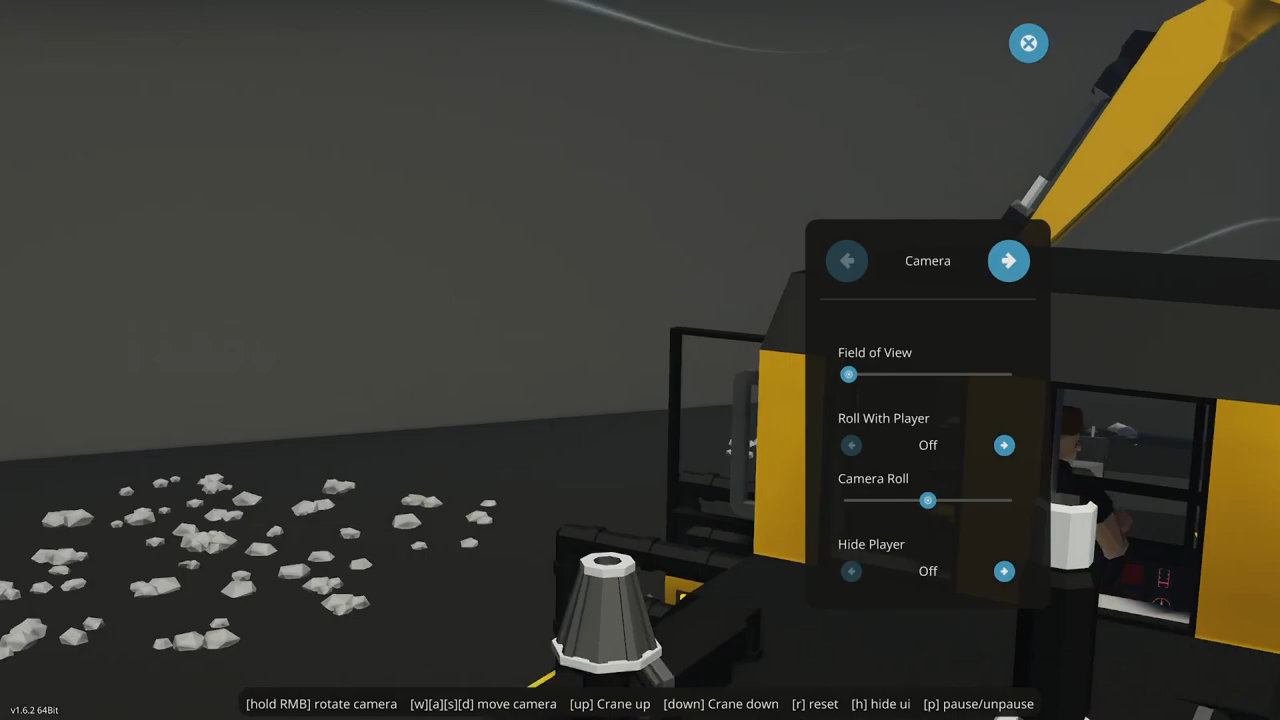 Camera
Field of View
Roll With Player
Off
Camera Roll
Hide Player
Off
v1.6.2 64Bit
[hold RMB] rotate camera [w][a][s][d] move camera [up] Crane up [down] Crane down [r] reset [h] hide ui [p] pause/unpause